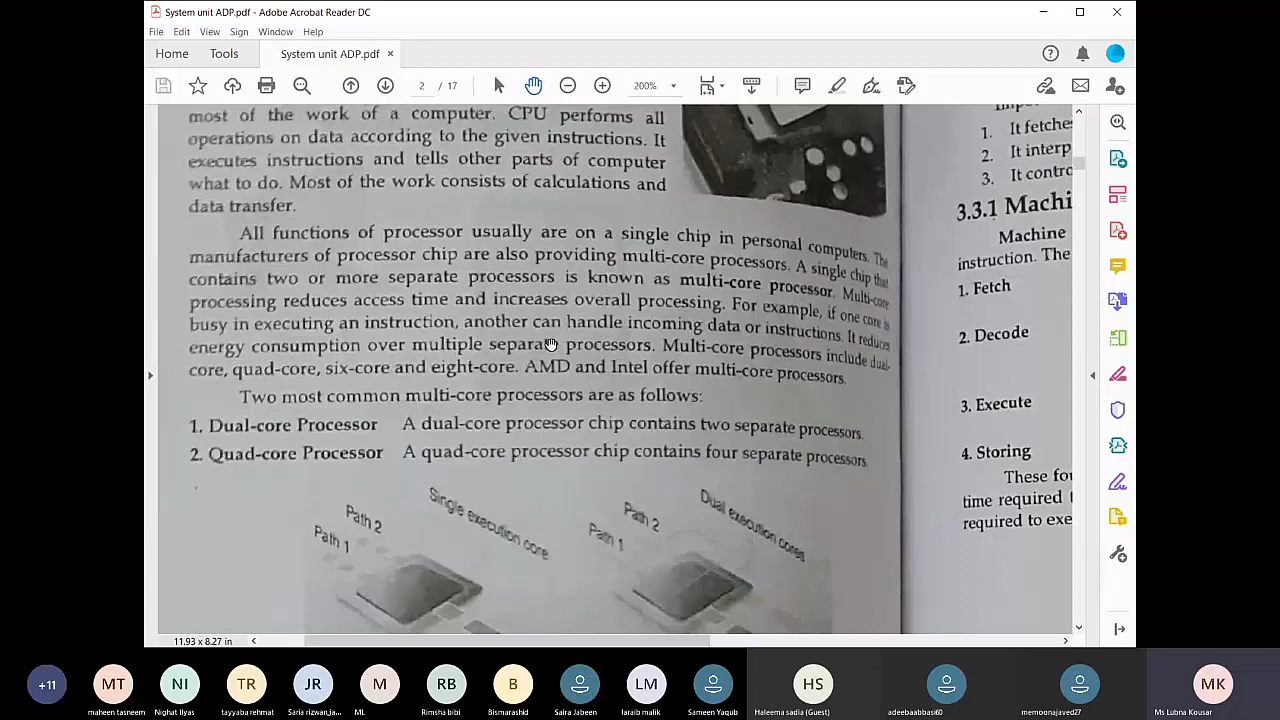 System unit ADP.pdf - Adobe Acrobat Reader DC
File Edit View Sign Window Help
Home Tools System unit ADP.pdf ×
2 / 17 200%
most of the work of a computer. CPU performs all
operations on data according to the given instructions. It
executes instructions and tells other parts of computer
what to do. Most of the work consists of calculations and
data transfer.
All functions of processor usually are on a single chip in personal computers. The
manufacturers of processor chip are also providing multi-core processors. A single chip that
contains two or more separate processors is known as multi-core processor. Multi-core
processing reduces access time and increases overall processing. For example, if one core is
busy in executing an instruction, another can handle incoming data or instructions. It reduces
energy consumption over multiple separate processors. Multi-core processors include dual-
core, quad-core, six-core and eight-core. AMD and Intel offer multi-core processors.
Two most common multi-core processors are as follows:
1. Dual-core Processor A dual-core processor chip contains two separate processors.
2. Quad-core Processor A quad-core processor chip contains four separate processors.
Path 1
Path 2
Single execution core
Path 1
Path 2
Dual execution cores
1. It fetches
2. It interp
3. It contro
3.3.1 Machi
Machine
instruction. The
1. Fetch
2. Decode
3. Execute
4. Storing
These fou
time required
required to exe
11.93 x 8.27 in
+11 MT NI TR JR M RB B LM HS MK
maheen tasneem Nighat Ilyas tayyaba rehmat Saria rizwan,ja... ML Rimsha bibi Bismarashid Saira Jabeen laraib malik Sameen Yaqub Haleema sadia (Guest) adeebaabbasi60 memoonajaved27 Ms Lubna Kousar